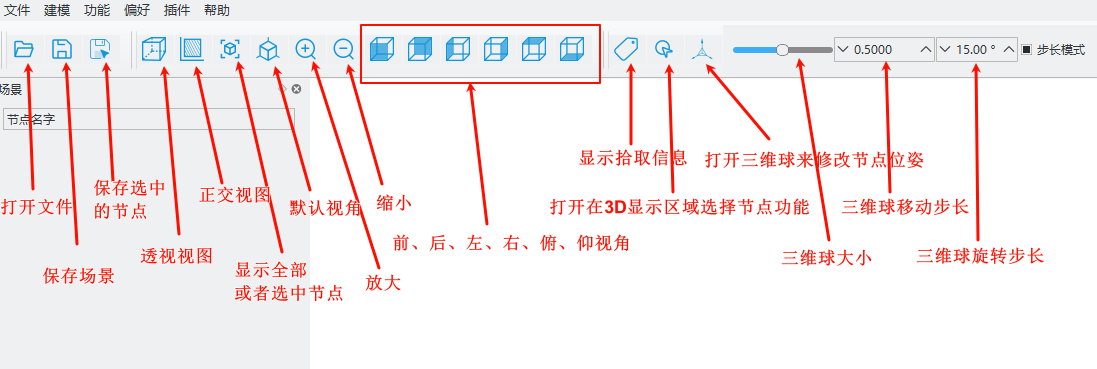 文件 建模 功能 偏好 插件 帮助
0.5000 15.00 ° 步长模式
场景
节点名字
显示拾取信息
打开三维球来修改节点位姿
保存选中
的节点
正交视图
打开文件
默认视角
缩小
打开在3D显示区域选择节点功能
三维球移动步长
前、后、左、右、俯、仰视角
透视视图
三维球大小
三维球旋转步长
保存场景
显示全部
或者选中节点
放大